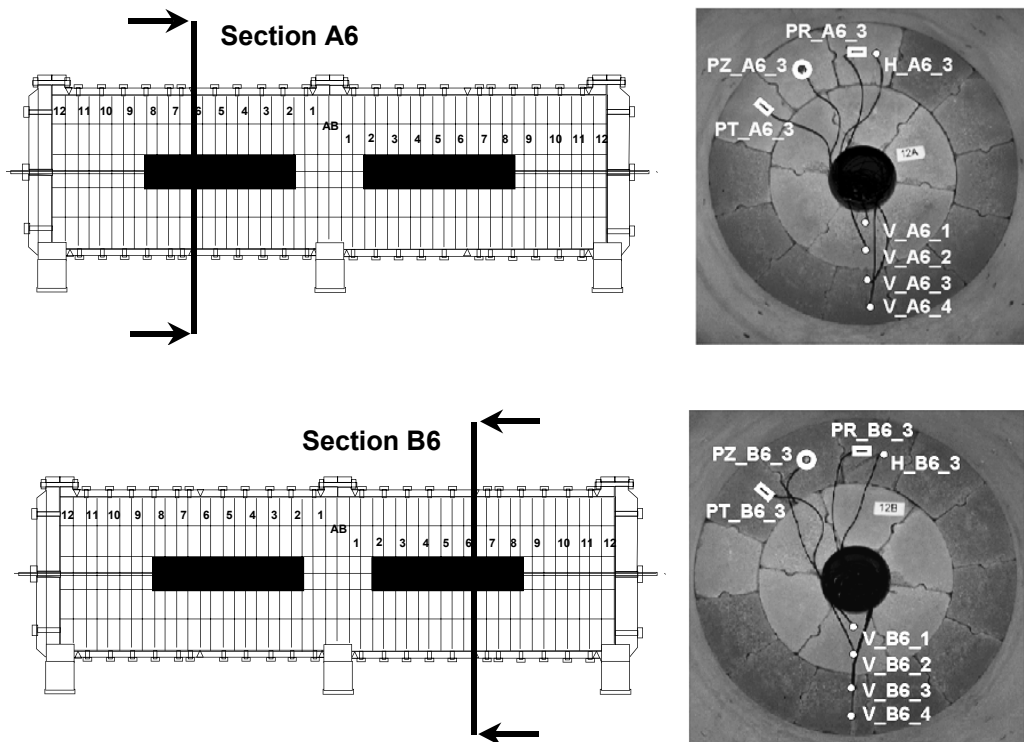 Section A6
12 11 10 9 8 7 6 5 4 3 2 1
AB
1 2 3 4 5 6 7 8 9 10 11 12
PR_A6_3
PZ_A6_3
H_A6_3
PT_A6_3
12A
V_A6_1
V_A6_2
V_A6_3
V_A6_4
Section B6
12 11 10 9 8 7 6 5 4 3 2 1
AB
1 2 3 4 5 6 7 8 9 10 11 12
PR_B6_3
PZ_B6_3
H_B6_3
PT_B6_3
12B
V_B6_1
V_B6_2
V_B6_3
V_B6_4